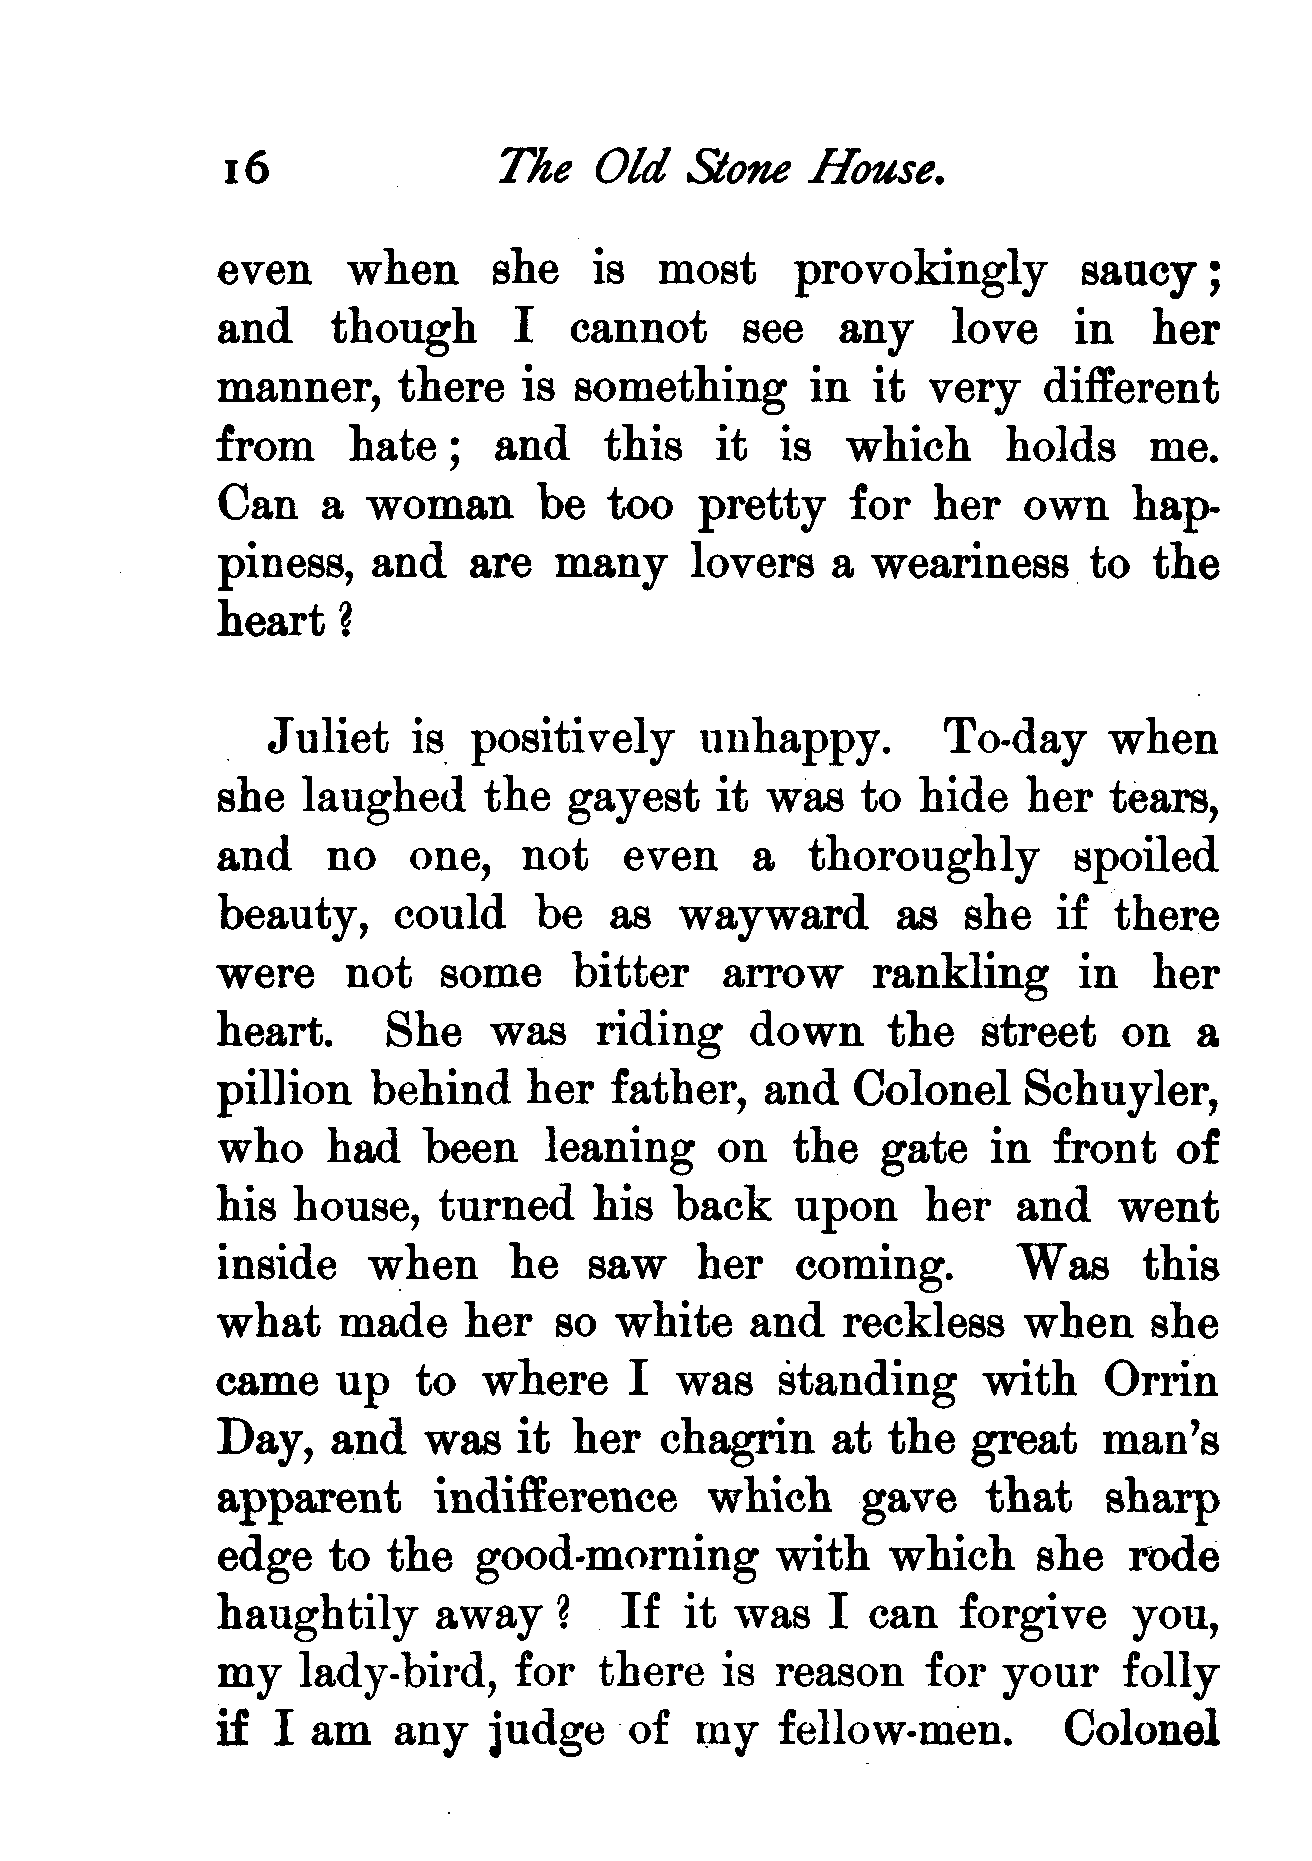 16 The Old Stone House.
even when she is most provokingly saucy;
and though I cannot see any love in her
manner, there is something in it very different
from hate; and this it is which holds me.
Can a woman be too pretty for her own hap-
piness, and are many lovers a weariness to the
heart?
Juliet is positively unhappy. To-day when
she laughed the gayest it was to hide her tears,
and no one, not even a thoroughly spoiled
beauty, could be as wayward as she if there
were not some bitter arrow rankling in her
heart. She was riding down the street on a
pillion behind her father, and Colonel Schuyler,
who had been leaning on the gate in front of
his house, turned his back upon her and went
inside when he saw her coming. Was this
what made her so white and reckless when she
came up to where I was standing with Orrin
Day, and was it her chagrin at the great man's
apparent indifference which gave that sharp
edge to the good-morning with which she rode
haughtily away? If it was I can forgive you,
my lady-bird, for there is reason for your folly
if I am any judge of my fellow-men. Colonel